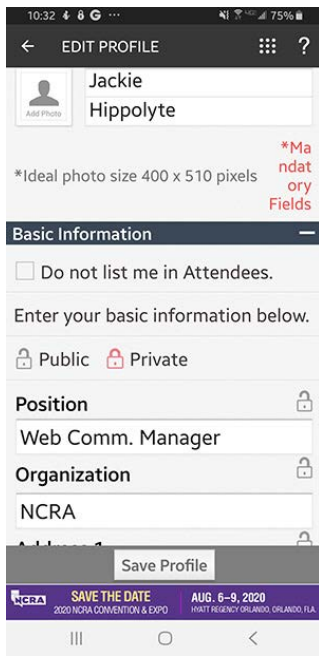 10:32 8 G ... 75%
← EDIT PROFILE ?
Jackie
Add Photo
Hippolyte
*Ideal photo size 400 x 510 pixels
*Ma
ndat
ory
Fields
Basic Information
Do not list me in Attendees.
Enter your basic information below.
Public Private
Position
Web Comm. Manager
Organization
NCRA
Address 1
Save Profile
NCRA SAVE THE DATE AUG. 6–9, 2020
2020 NCRA CONVENTION & EXPO HYATT REGENCY ORLANDO, ORLANDO, FLA.